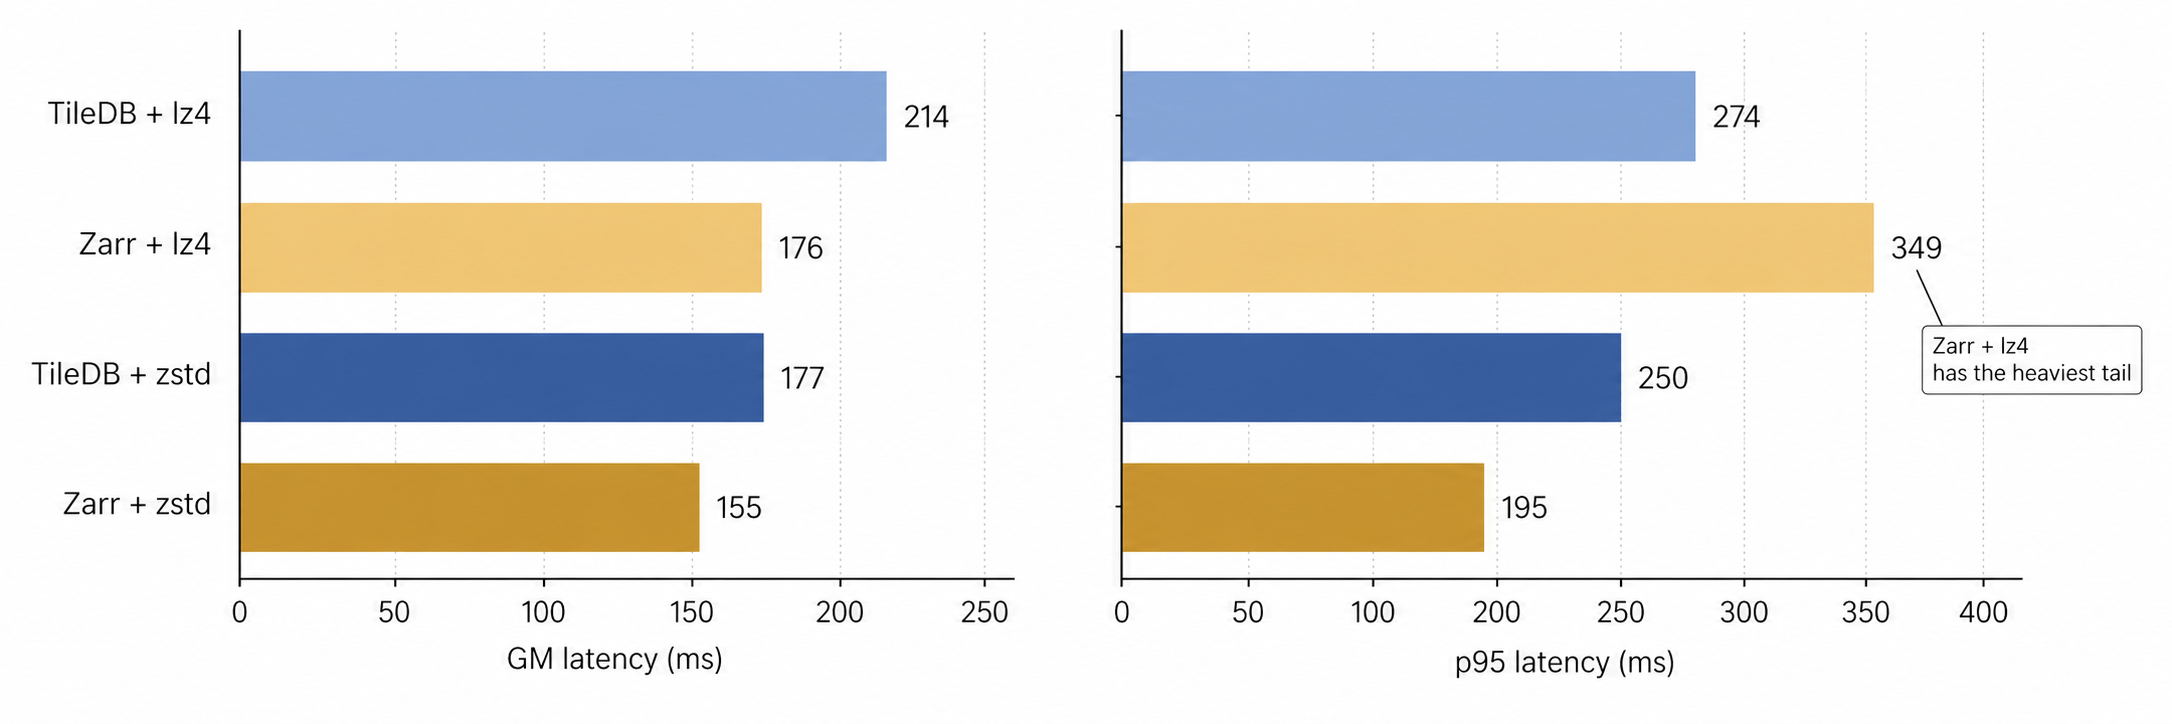 TileDB + lz4
214
274
Zarr + lz4
176
349
TileDB + zstd
177
250
Zarr + lz4
has the heaviest tail
Zarr + zstd
155
195
0 50 100 150 200 250
0 50 100 200 250 300 350 400
GM latency (ms)
p95 latency (ms)